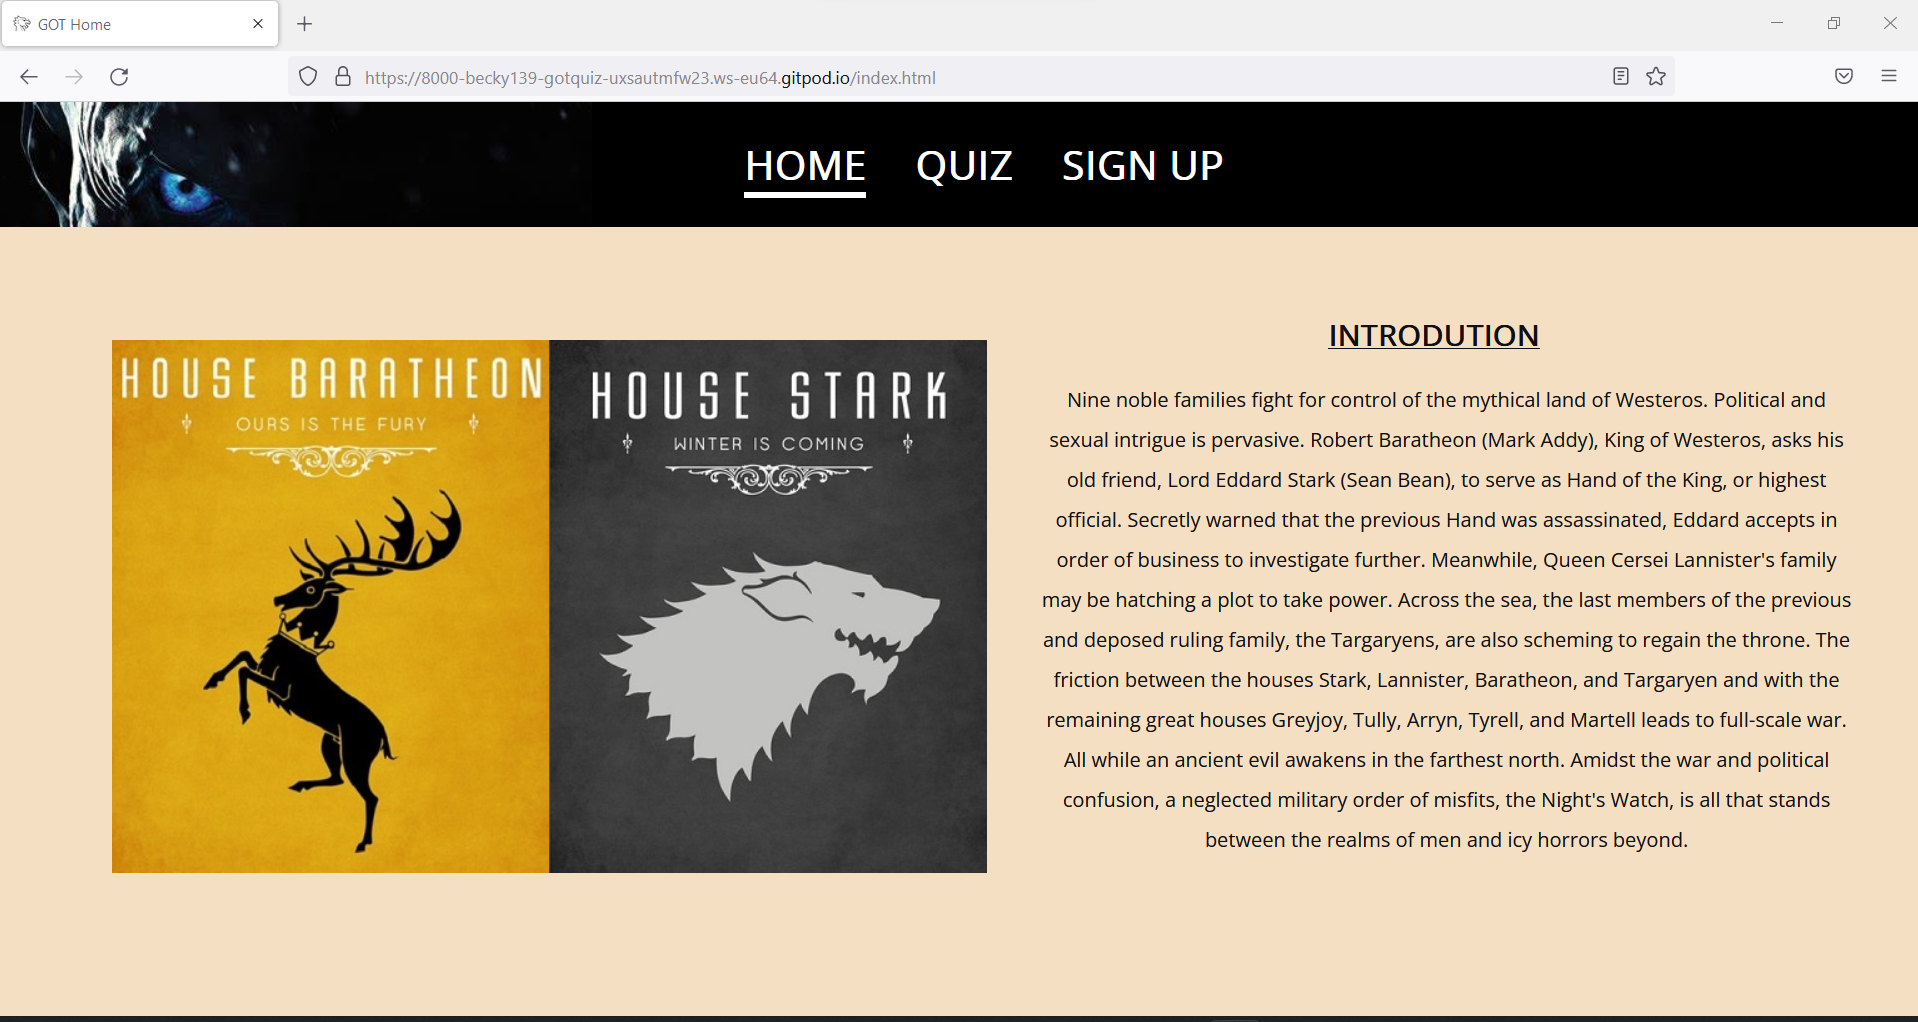 GOT Home
https://8000-becky139-gotquiz-uxsautmfw23.ws-eu64.gitpod.io/index.html
HOME QUIZ SIGN UP
HOUSE BARATHEON
OURS IS THE FURY
HOUSE STARK
WINTER IS COMING
INTRODUTION
Nine noble families fight for control of the mythical land of Westeros. Political and
sexual intrigue is pervasive. Robert Baratheon (Mark Addy), King of Westeros, asks his
old friend, Lord Eddard Stark (Sean Bean), to serve as Hand of the King, or highest
official. Secretly warned that the previous Hand was assassinated, Eddard accepts in
order of business to investigate further. Meanwhile, Queen Cersei Lannister's family
may be hatching a plot to take power. Across the sea, the last members of the previous
and deposed ruling family, the Targaryens, are also scheming to regain the throne. The
friction between the houses Stark, Lannister, Baratheon, and Targaryen and with the
remaining great houses Greyjoy, Tully, Arryn, Tyrell, and Martell leads to full-scale war.
All while an ancient evil awakens in the farthest north. Amidst the war and political
confusion, a neglected military order of misfits, the Night's Watch, is all that stands
between the realms of men and icy horrors beyond.